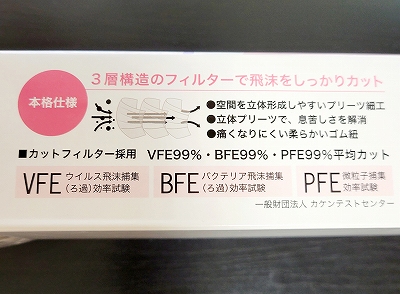 3層構造のフィルターで飛沫をしっかりカット
本格仕様
●空間を立体形成しやすいプリーツ細工
●立体プリーツで、息苦しさを解消
●痛くなりにくい柔らかいゴム紐
■カットフィルター採用 VFE99%・BFE99%・PFE99%平均カット
VFE ウイルス飛沫捕集(ろ過)効率試験
BFE バクテリア飛沫捕集(ろ過)効率試験
PFE 微粒子捕集効率試験
一般財団法人 カケンテストセンター